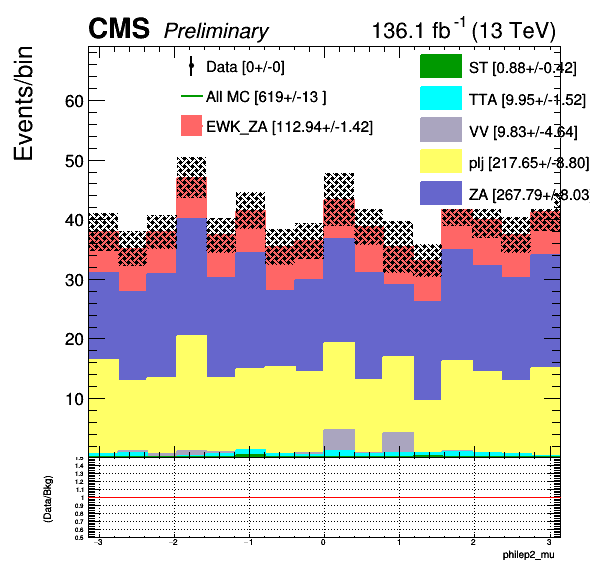 CMS Preliminary 136.1 fb⁻¹ (13 TeV)
Events/bin
Data [0+/-0]
All MC [619+/-13 ]
EWK_ZA [112.94+/-1.42]
ST [0.88+/-0.42]
TTA [9.95+/-1.52]
VV [9.83+/-4.64]
plj [217.65+/-8.80]
ZA [267.79+/-8.03
60
50
40
30
20
10
(Data/Bkg)
1.5
1.4
1.3
1.2
1.1
1
0.9
0.8
0.7
0.6
0.5
−3 −2 −1 0 1 2 3
philep2_mu